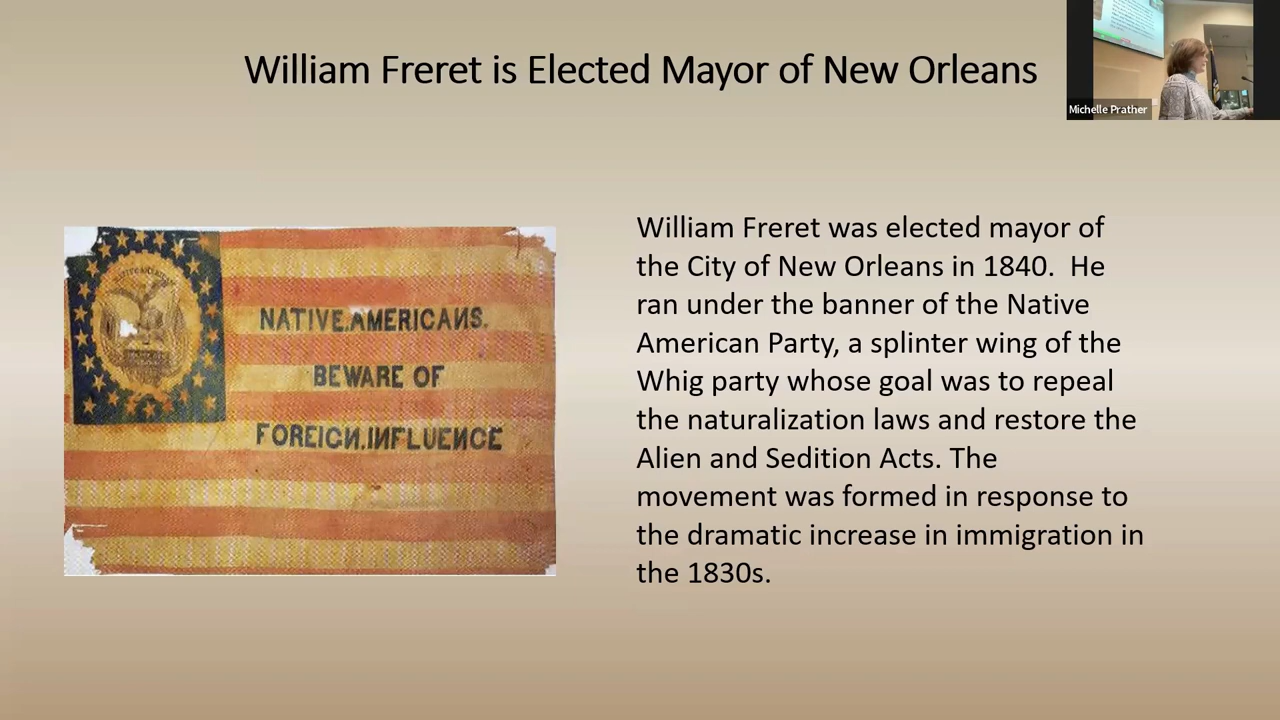 William Freret is Elected Mayor of New Orleans
Michelle Prather
NATIVE.AMERICANS.
BEWARE OF
FOREIGN.INFLUENCE
William Freret was elected mayor of
the City of New Orleans in 1840.  He
ran under the banner of the Native
American Party, a splinter wing of the
Whig party whose goal was to repeal
the naturalization laws and restore the
Alien and Sedition Acts. The
movement was formed in response to
the dramatic increase in immigration in
the 1830s.